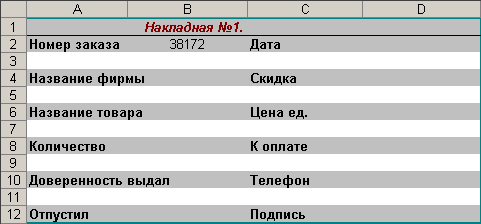 A B C D
1 Накладная №1.
2 Номер заказа 38172 Дата
3
4 Название фирмы Скидка
5
6 Название товара Цена ед.
7
8 Количество К оплате
9
10 Доверенность выдал Телефон
11
12 Отпустил Подпись